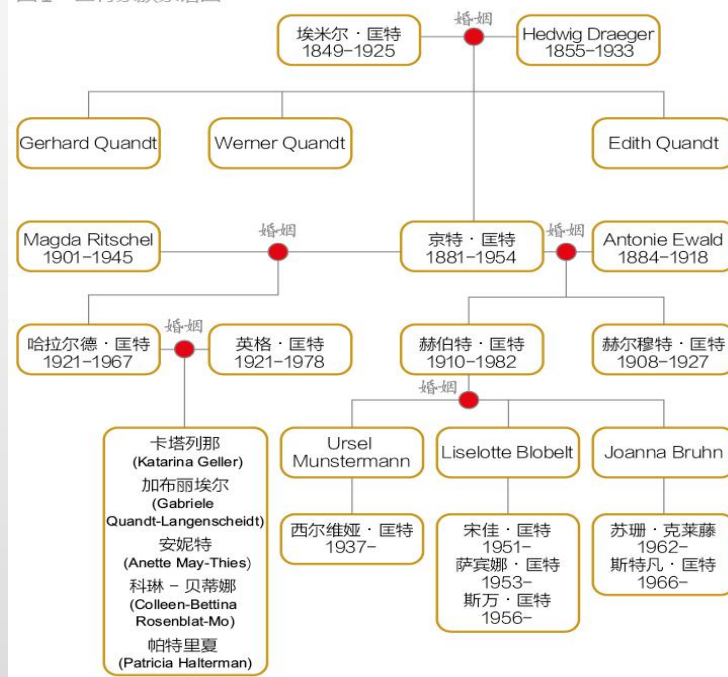 婚·姻
埃米尔·匡特
1849-1925
Hedwig Draeger
1855-1933
Gerhard Quandt
Werner Quandt
Edith Quandt
婚·姻
婚·姻
Magda Ritschel
1901-1945
京特·匡特
1881-1954
Antonie Ewald
1884-1918
婚·姻
哈拉尔德·匡特
1921-1967
英格·匡特
1921-1978
赫伯特·匡特
1910-1982
赫尔穆特·匡特
1908-1927
婚·姻
卡塔列那
(Katarina Geller)
加布丽埃尔
(Gabriele
Quandt-Langenscheidt)
安妮特
(Anette May-Thies)
科琳－贝蒂娜
(Colleen-Bettina
Rosenblat-Mo)
帕特里夏
(Patricia Halterman)
Ursel
Munstermann
Liselotte Blobelt
Joanna Bruhn
西尔维娅·匡特
1937-
宋佳·匡特
1951-
萨宾娜·匡特
1953-
斯万·匡特
1956-
苏珊·克莱藤
1962-
斯特凡·匡特
1966-